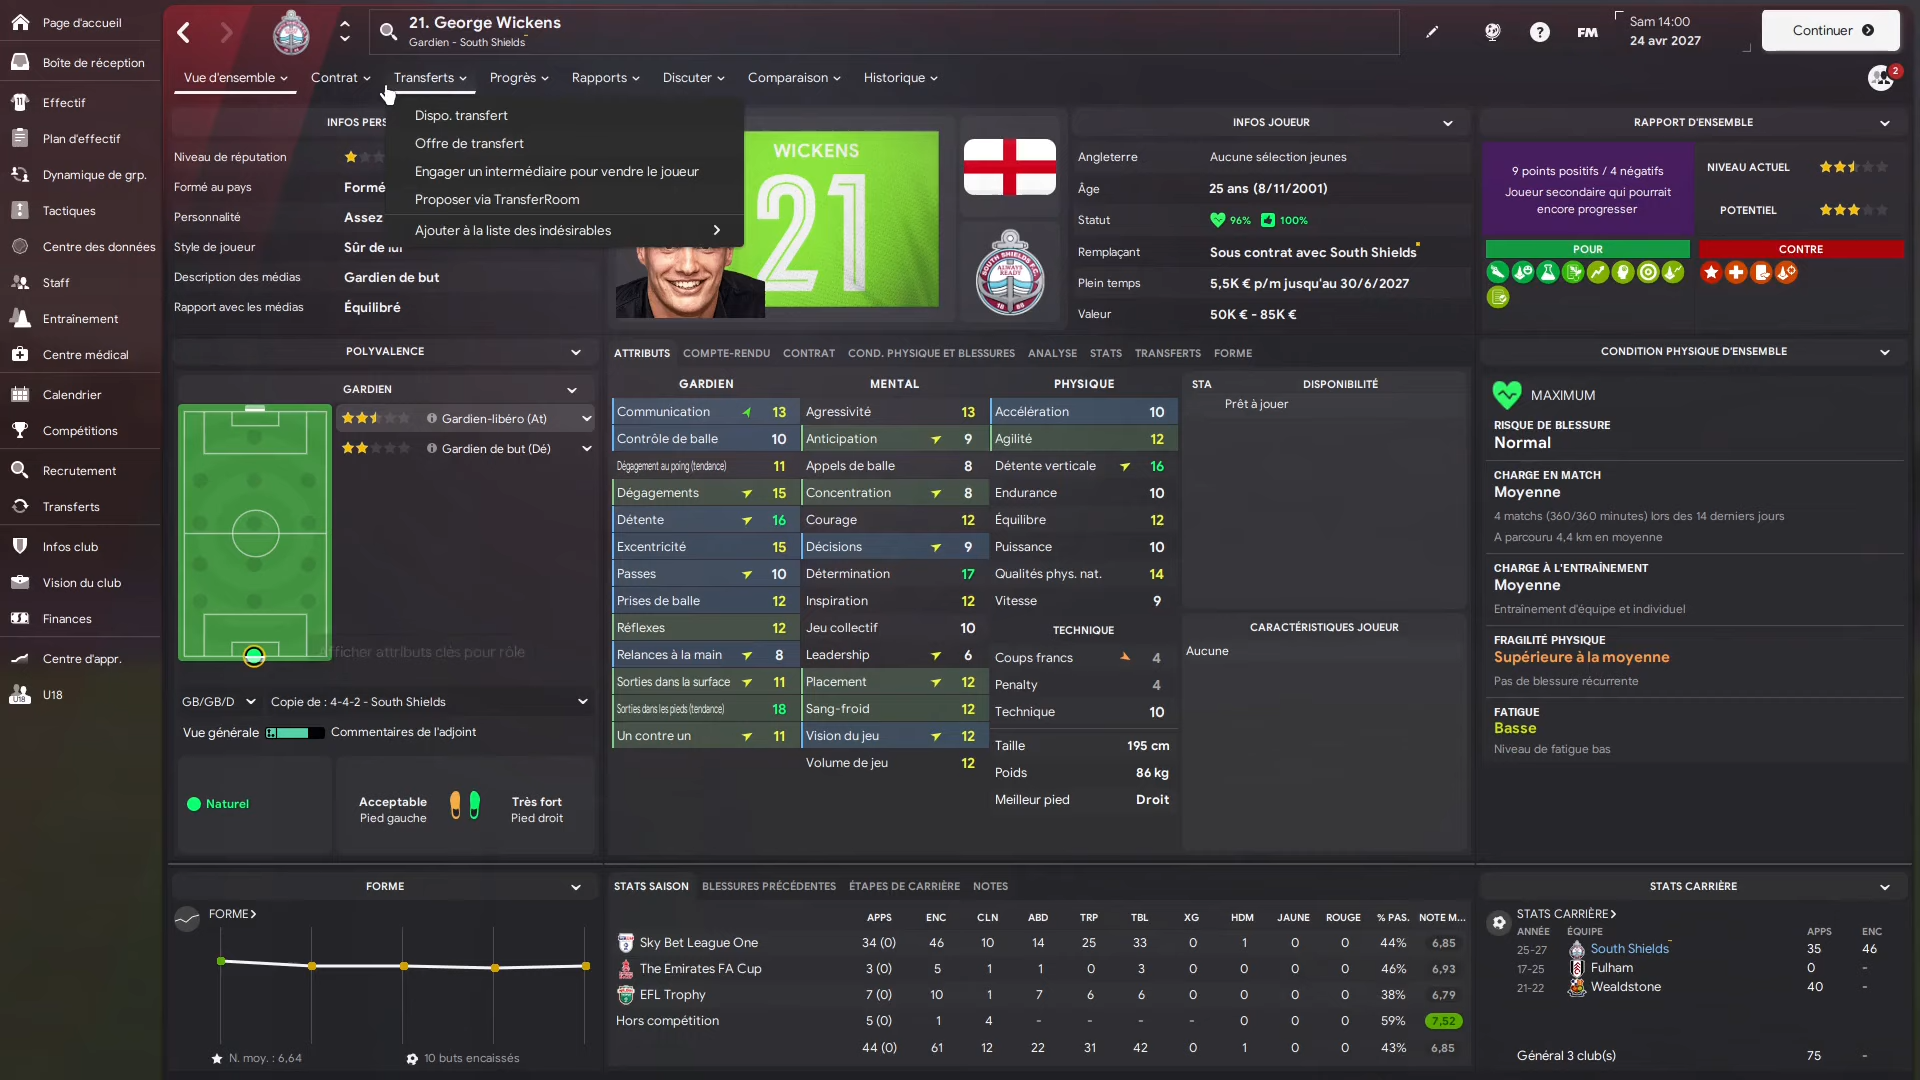 Page d'accueil
Boîte de réception
Effectif
Plan d'effectif
Dynamique de grp.
Tactiques
Centre des données
Staff
Entraînement
Centre médical
Calendrier
Compétitions
Recrutement
Transferts
Infos club
Vision du club
Finances
Centre d'appr.
U18
21. George Wickens
Gardien - South Shields
FM
Sam 14:00
24 avr 2027
Continuer
2
Vue d'ensemble
Contrat
Transferts
Progrès
Rapports
Discuter
Comparaison
Historique
Dispo. transfert
Offre de transfert
Engager un intermédiaire pour vendre le joueur
Proposer via TransferRoom
Ajouter à la liste des indésirables
INFOS PERS
Niveau de réputation
Formé au pays Formé
Personnalité Assez
Style de joueur Sûr de lui
Description des médias Gardien de but
Rapport avec les médias Équilibré
WICKENS
21
SOUTH SHIELDS F.C.
ALWAYS READY
INFOS JOUEUR
Angleterre Aucune sélection jeunes
Âge 25 ans (8/11/2001)
Statut 96% 100%
Remplaçant Sous contrat avec South Shields
Plein temps 5,5K € p/m jusqu'au 30/6/2027
Valeur 50K € - 85K €
RAPPORT D'ENSEMBLE
9 points positifs / 4 négatifs
Joueur secondaire qui pourrait
encore progresser
NIVEAU ACTUEL
POTENTIEL
POUR
CONTRE
POLYVALENCE
GARDIEN
Gardien-libéro (At)
Gardien de but (Dé)
Afficher attributs clés pour rôle
GB/GB/D Copie de : 4-4-2 - South Shields
Vue générale Commentaires de l'adjoint
Naturel
Acceptable
Pied gauche
Très fort
Pied droit
ATTRIBUTS COMPTE-RENDU CONTRAT COND. PHYSIQUE ET BLESSURES ANALYSE STATS TRANSFERTS FORME
GARDIEN
Communication 13
Contrôle de balle 10
Dégagement au poing (tendance) 11
Dégagements 15
Détente 16
Excentricité 15
Passes 10
Prises de balle 12
Réflexes 12
Relances à la main 8
Sorties dans la surface 11
Sorties dans les pieds (tendance) 18
Un contre un 11
MENTAL
Agressivité 13
Anticipation 9
Appels de balle 8
Concentration 8
Courage 12
Décisions 9
Détermination 17
Inspiration 12
Jeu collectif 10
Leadership 6
Placement 12
Sang-froid 12
Vision du jeu 12
Volume de jeu 12
PHYSIQUE
Accélération 10
Agilité 12
Détente verticale 16
Endurance 10
Équilibre 12
Puissance 10
Qualités phys. nat. 14
Vitesse 9
TECHNIQUE
Coups francs 4
Penalty 4
Technique 10
Taille 195 cm
Poids 86 kg
Meilleur pied Droit
STA DISPONIBILITÉ
Prêt à jouer
CARACTÉRISTIQUES JOUEUR
Aucune
CONDITION PHYSIQUE D'ENSEMBLE
MAXIMUM
RISQUE DE BLESSURE
Normal
CHARGE EN MATCH
Moyenne
4 matchs (360/360 minutes) lors des 14 derniers jours
A parcouru 4,4 km en moyenne
CHARGE À L'ENTRAÎNEMENT
Moyenne
Entraînement d'équipe et individuel
FRAGILITÉ PHYSIQUE
Supérieure à la moyenne
Pas de blessure récurrente
FATIGUE
Basse
Niveau de fatigue bas
FORME
FORME
N. moy. : 6,64
10 buts encaissés
STATS SAISON BLESSURES PRÉCÉDENTES ÉTAPES DE CARRIÈRE NOTES
APPS ENC CLN ABD TRP TBL XG HDM JAUNE ROUGE % PAS. NOTE M...
Sky Bet League One 34 (0) 46 10 14 25 33 0 1 0 0 44% 6,85
The Emirates FA Cup 3 (0) 5 1 1 0 3 0 0 0 0 46% 6,93
EFL Trophy 7 (0) 10 1 7 6 6 0 0 0 0 38% 6,79
Hors compétition 5 (0) 1 4 - - - - 0 0 0 59% 7,52
44 (0) 61 12 22 31 42 0 1 0 0 43% 6,85
STATS CARRIÈRE
STATS CARRIÈRE
ANNÉE ÉQUIPE APPS ENC
25-27 South Shields 35 46
17-25 Fulham 0 -
21-22 Wealdstone 40 -
Général 3 club(s) 75 -